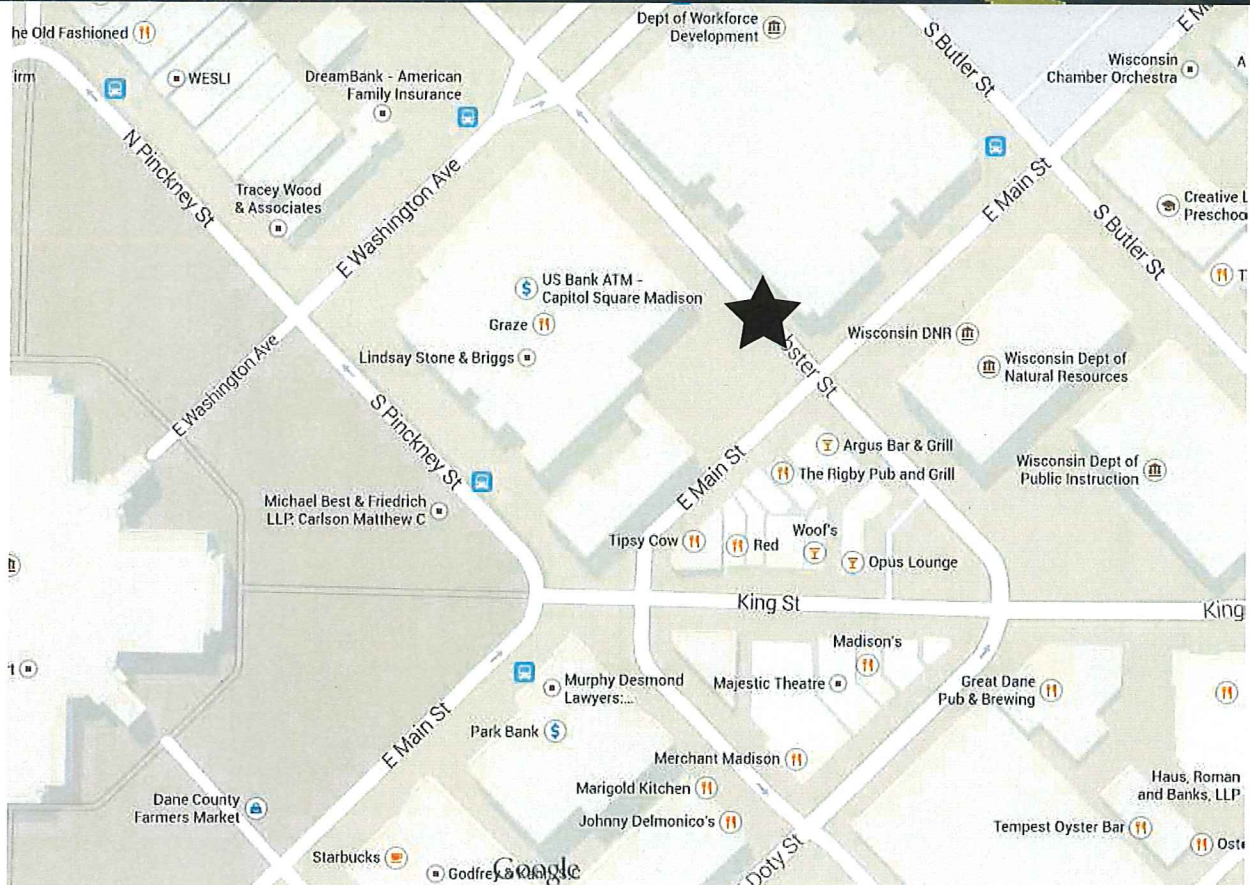 he Old Fashioned
irm
WESLI
DreamBank - American
Family Insurance
Dept of Workforce
Development
S Butler St
E M
Wisconsin
Chamber Orchestra
A
N Pinckney St
Tracey Wood
& Associates
E Washington Ave
E Main St
Creative L
Preschoo
S Butler St
T
$
US Bank ATM -
Capitol Square Madison
Graze
Lindsay Stone & Briggs
bster St
Wisconsin DNR
Wisconsin Dept of
Natural Resources
E Washington Ave
S Pinckney St
E Main St
Argus Bar & Grill
The Rigby Pub and Grill
Wisconsin Dept of
Public Instruction
Michael Best & Friedrich
LLP: Carlson Matthew C
Tipsy Cow
Red
Woof's
Opus Lounge
King St
King
t
Madison's
Murphy Desmond
Lawyers:...
Majestic Theatre
Great Dane
Pub & Brewing
E Main St
Park Bank
$
Merchant Madison
Marigold Kitchen
Johnny Delmonico's
Haus, Roman
and Banks, LLP
Dane County
Farmers Market
Tempest Oyster Bar
Oste
Starbucks
Godfrey &
Google
Doty St